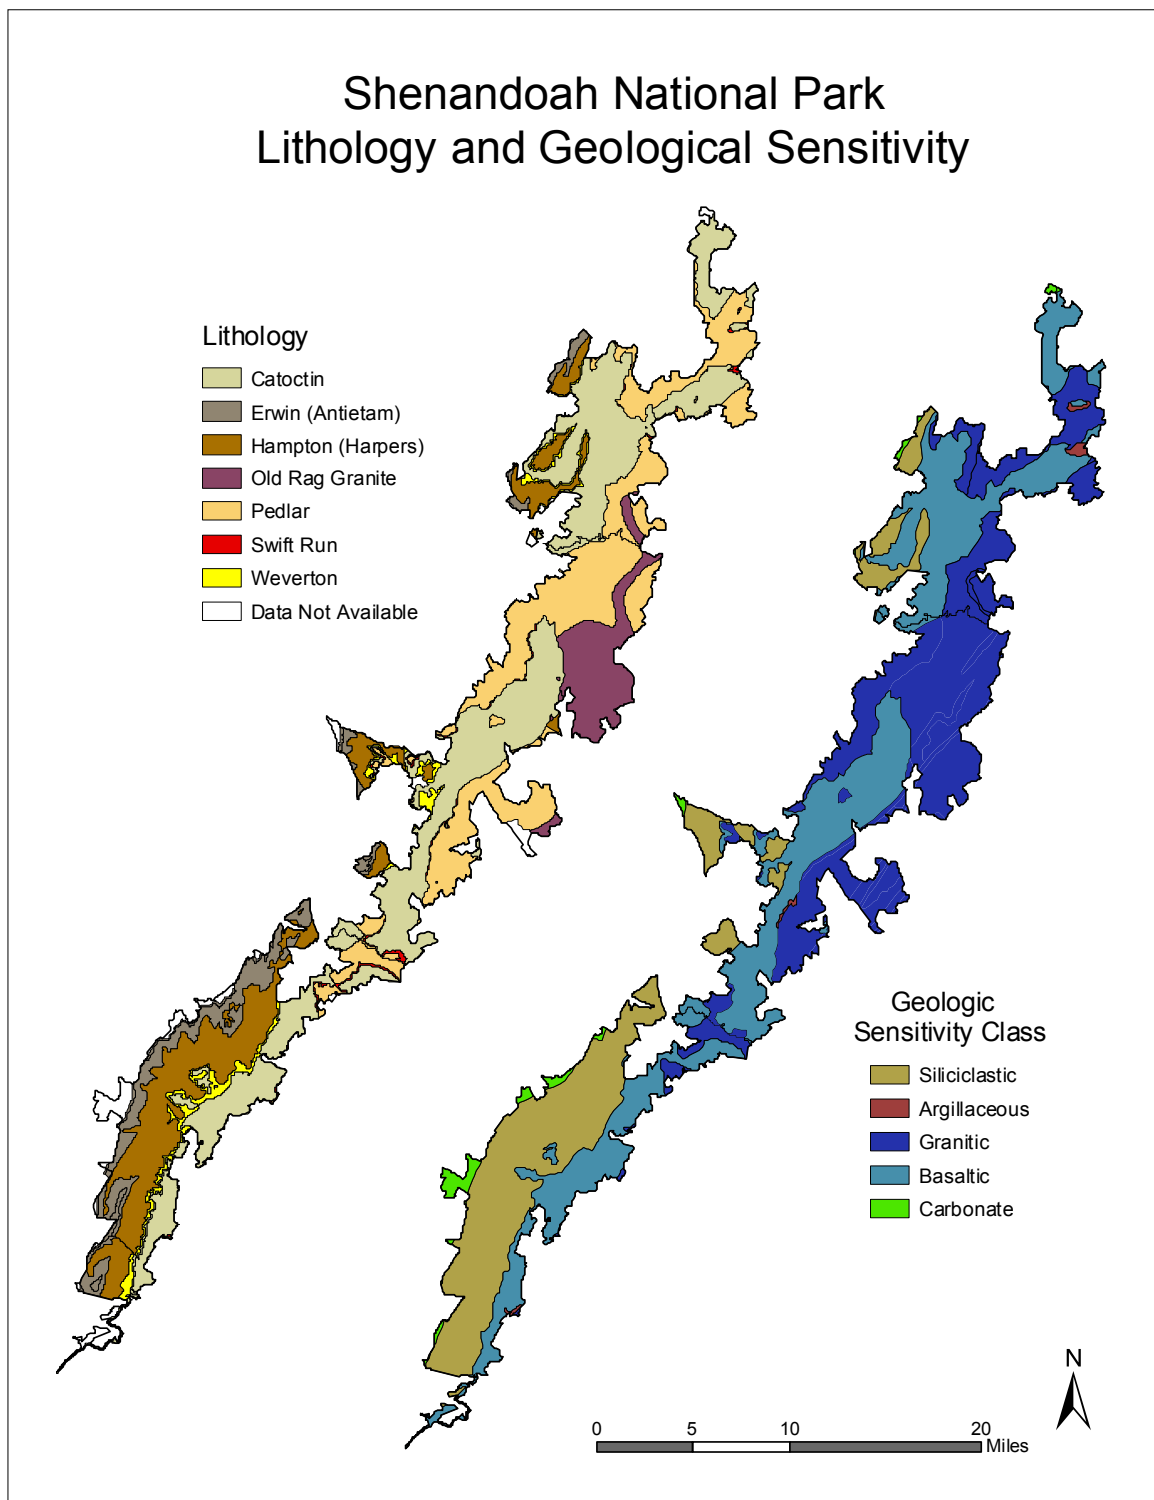 Shenandoah National Park
Lithology and Geological Sensitivity
Lithology
Catoctin
Erwin (Antietam)
Hampton (Harpers)
Old Rag Granite
Pedlar
Swift Run
Weverton
Data Not Available
Geologic
Sensitivity Class
Siliciclastic
Argillaceous
Granitic
Basaltic
Carbonate
N
0 5 10 20
Miles